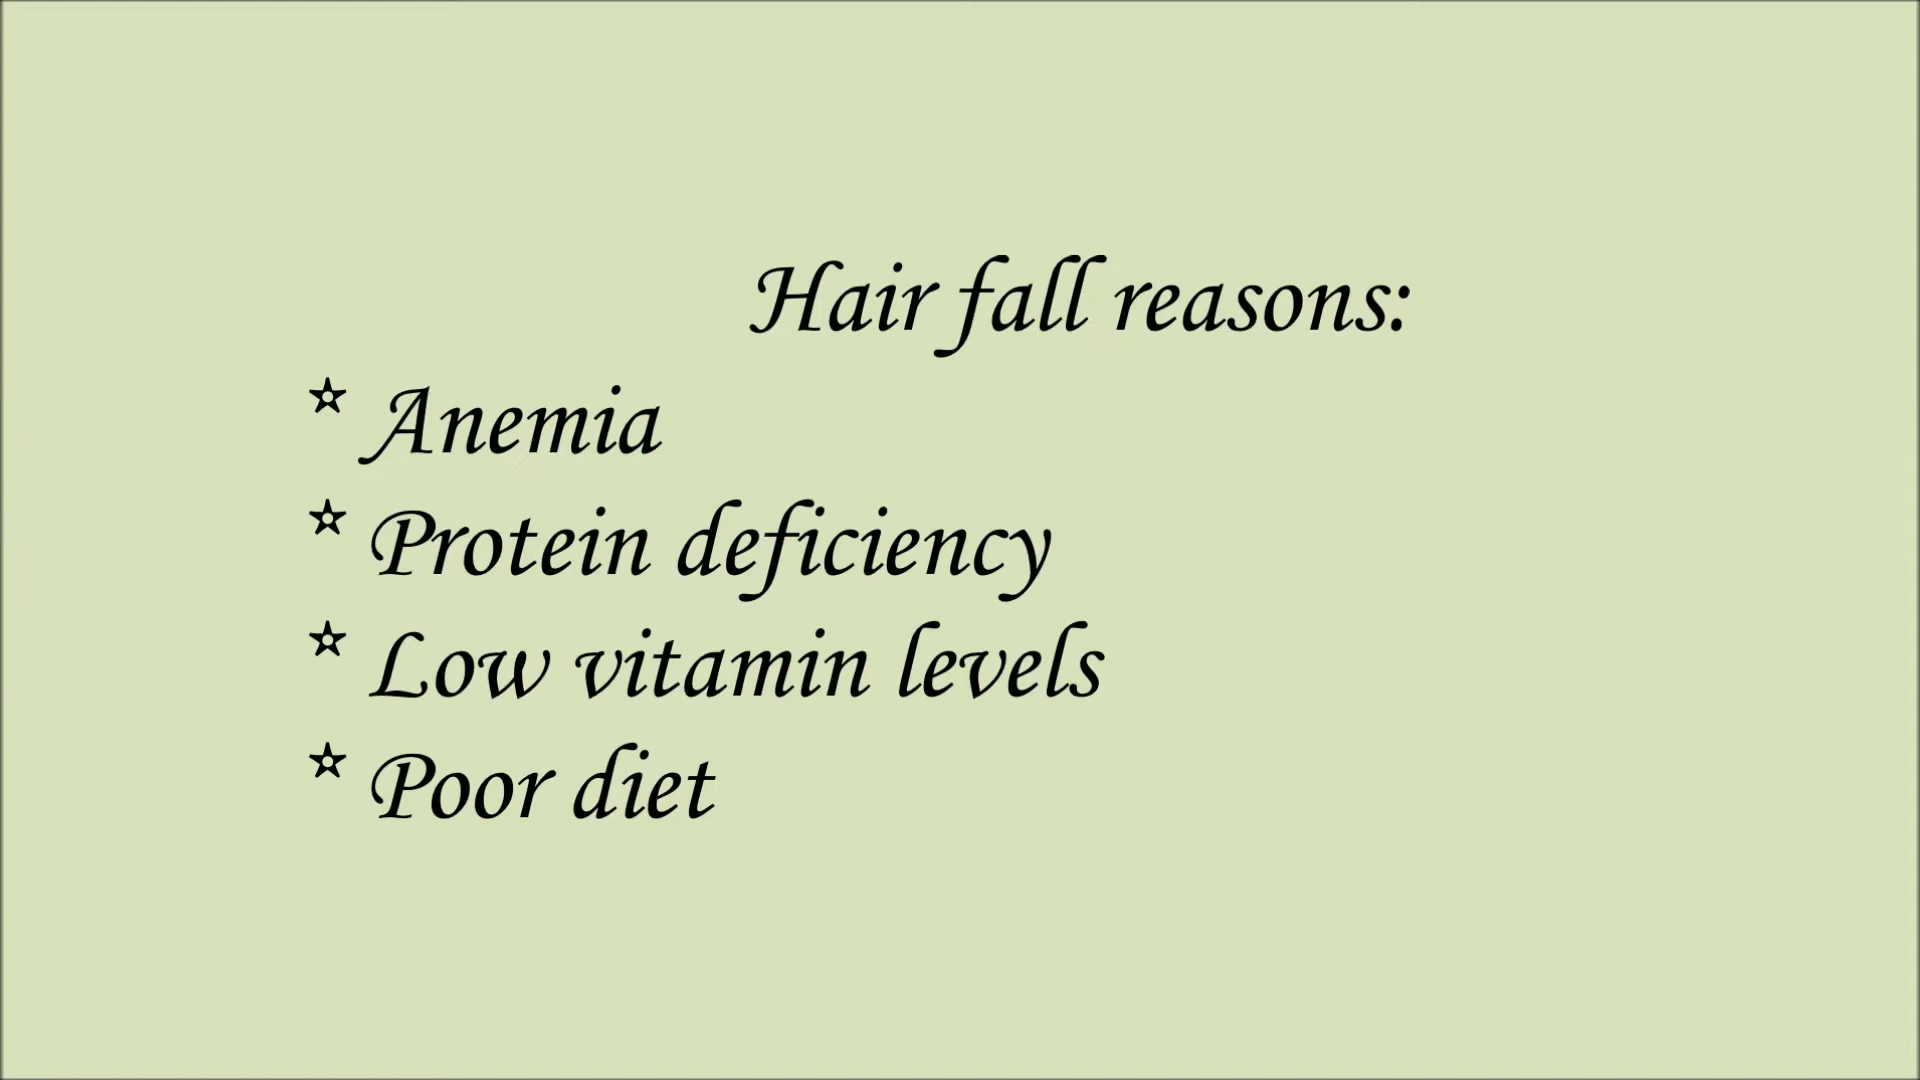 Hair fall reasons:
* Anemia
* Protein deficiency
* Low vitamin levels
* Poor diet